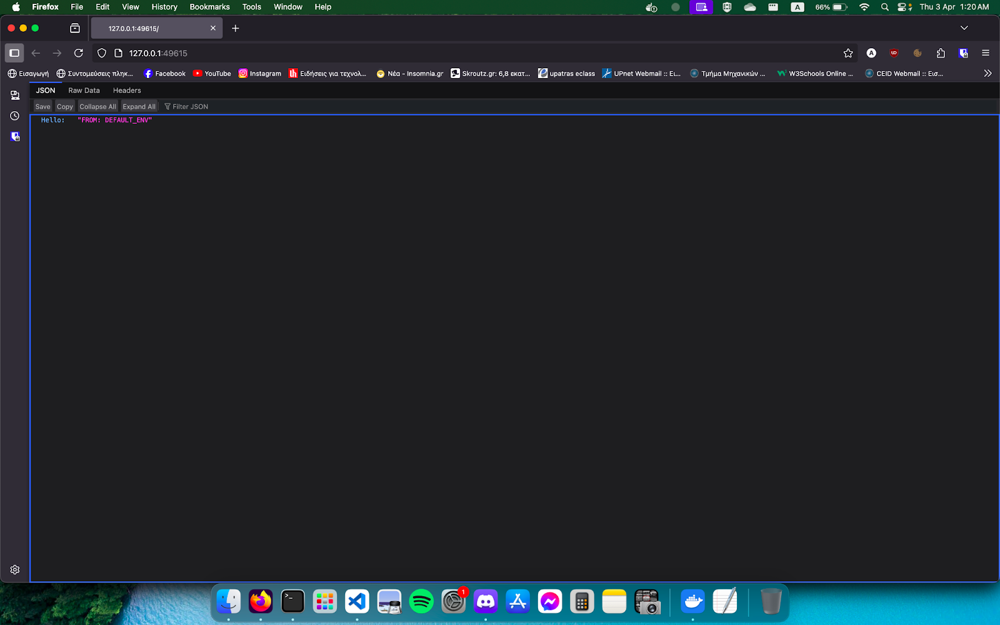 Firefox File Edit View History Bookmarks Tools Window Help A 66% Thu 3 Apr 1:20 AM
127.0.0.1:49615/
127.0.0.1:49615
Εισαγωγή Συντομεύσεις πληκ... Facebook YouTube Instagram Ειδήσεις για τεχνολ... Νέα - Insomnia.gr Skroutz.gr: 6,8 εκατ... upatras eclass UPnet Webmail :: Ει... Τμήμα Μηχανικών ... W3Schools Online ... CEID Webmail :: Εισ...
JSON Raw Data Headers
Save Copy Collapse All Expand All Filter JSON
Hello: "FROM: DEFAULT_ENV"
1